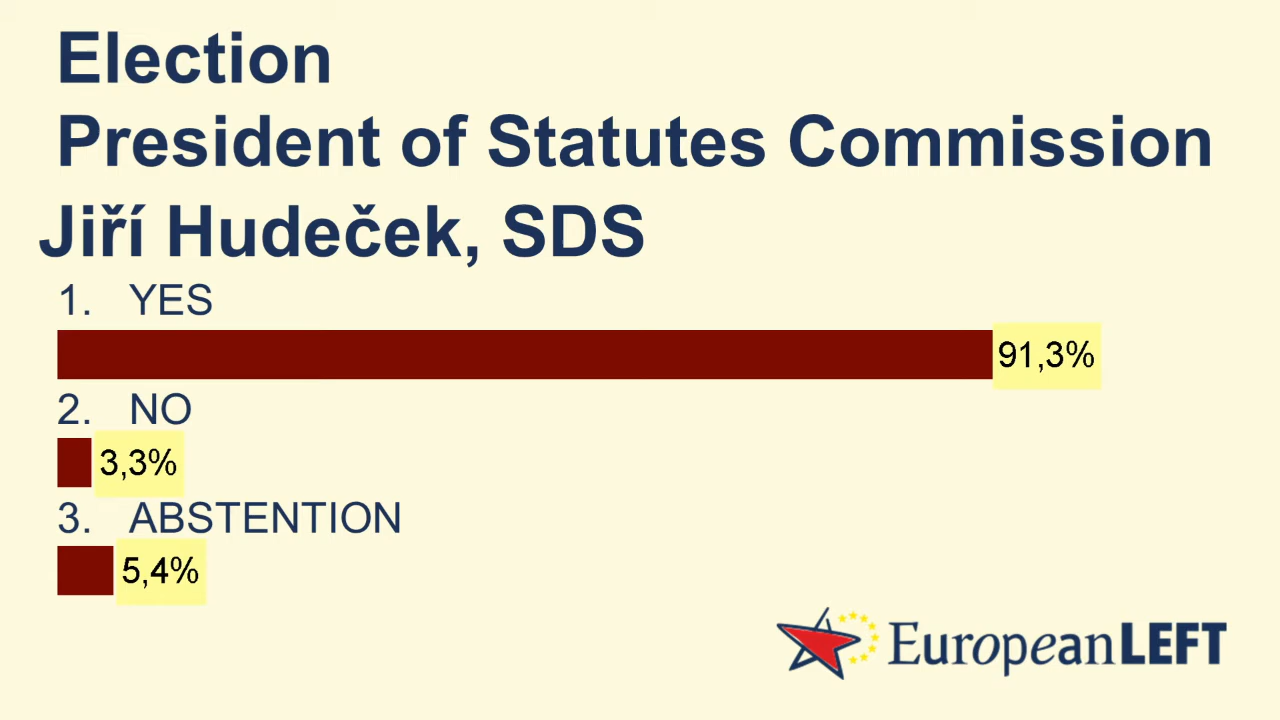 Election
President of Statutes Commission
Jiří Hudeček, SDS
1. YES
91,3%
2. NO
3,3%
3. ABSTENTION
5,4%
EuropeanLEFT